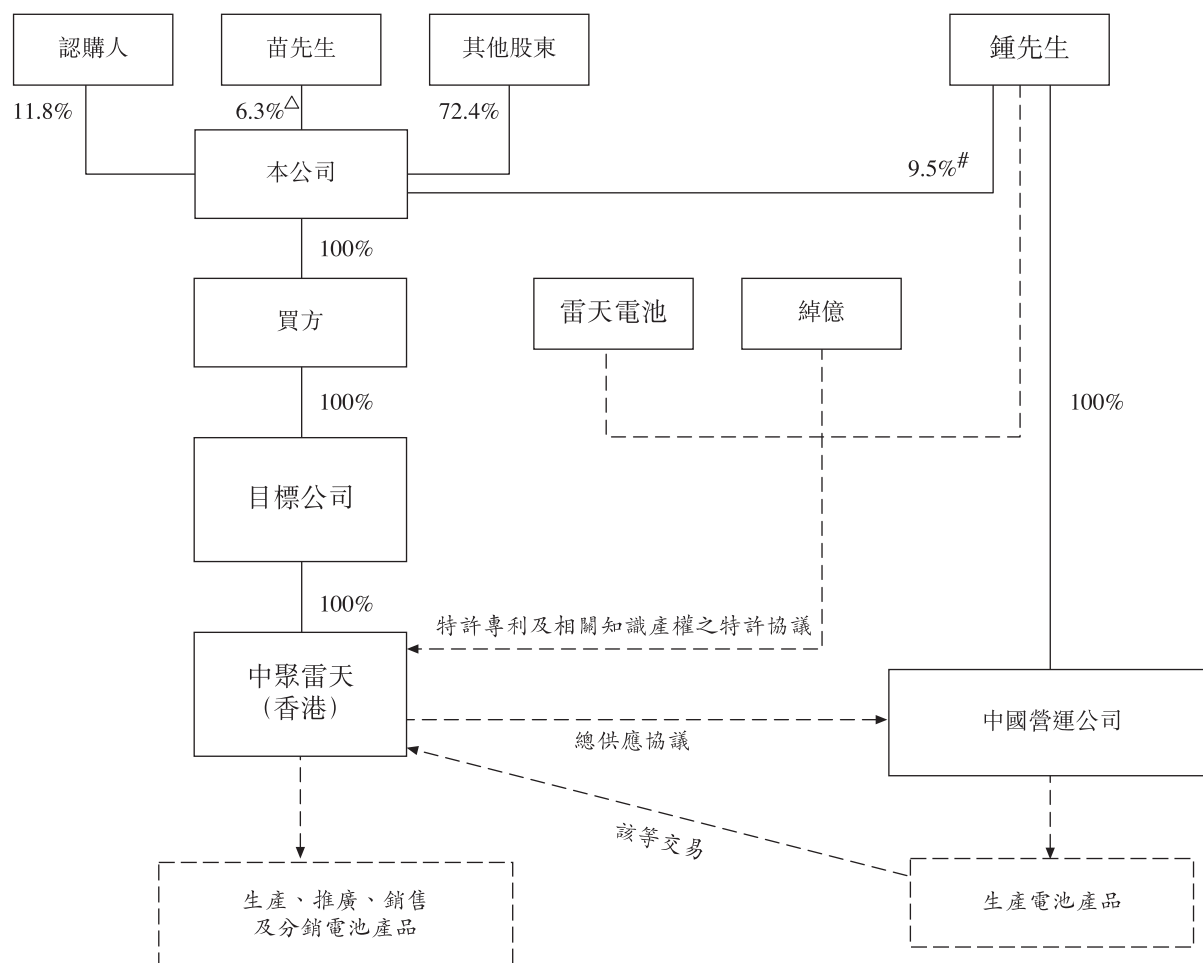 認購人
苗先生
其他股東
鍾先生
11.8%
6.3%△
72.4%
本公司
9.5%#
100%
買方
雷天電池
綽億
100%
100%
目標公司
100%
特許專利及相關知識產權之特許協議
中聚雷天
(香港)
中國營運公司
總供應協議
該等交易
生產、推廣、銷售
及分銷電池產品
生產電池產品